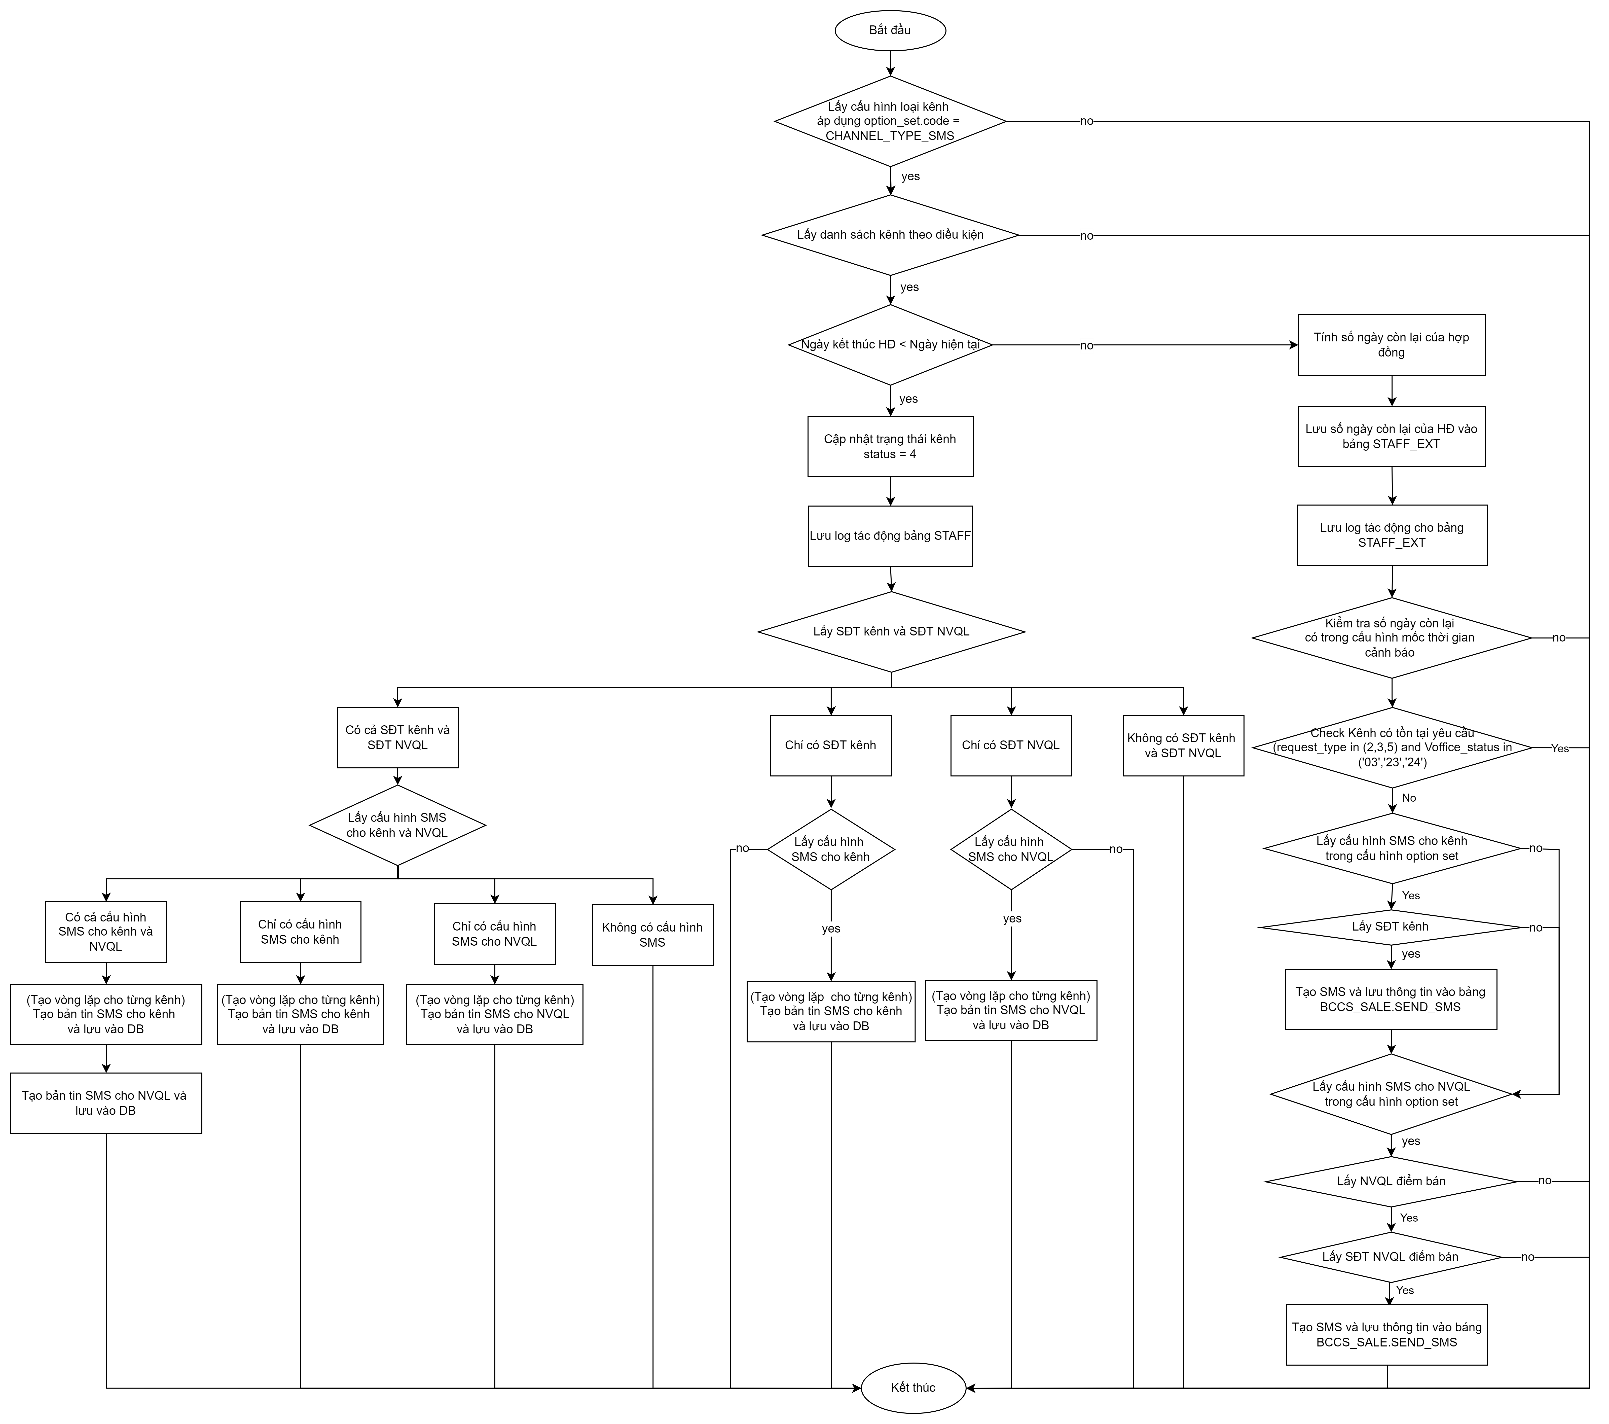 Bắt đầu
Lấy cấu hình loại kênh
áp dụng option_set.code =
CHANNEL_TYPE_SMS
no
yes
Lấy danh sách kênh theo điều kiện
no
yes
Ngày kết thúc HD < Ngày hiện tại
no
Tính số ngày còn lại của hợp
đồng
yes
Cập nhật trạng thái kênh
status = 4
Lưu số ngày còn lại của HĐ vào
bảng STAFF_EXT
Lưu log tác động bảng STAFF
Lưu log tác động cho bảng
STAFF_EXT
Lấy SĐT kênh và SĐT NVQL
Kiểm tra số ngày còn lại
có trong cấu hình mốc thời gian
cảnh báo
no
Có cả SĐT kênh và
SĐT NVQL
Chỉ có SĐT kênh
Chỉ có SĐT NVQL
Không có SĐT kênh
và SĐT NVQL
Check Kênh có tồn tại yêu cầu
(request_type in (2,3,5) and Voffice_status in
('03','23','24')
Yes
No
Lấy cấu hình SMS
cho kênh và NVQL
no
Lấy cấu hình
SMS cho kênh
Lấy cấu hình
SMS cho NVQL
no
Lấy cấu hình SMS cho kênh
trong cấu hình option set
no
Yes
Có cả cấu hình
SMS cho kênh và
NVQL
Chỉ có cấu hình
SMS cho kênh
Chỉ có cấu hình
SMS cho NVQL
Không có cấu hình
SMS
yes
yes
Lấy SĐT kênh
no
yes
(Tạo vòng lặp cho từng kênh)
Tạo bản tin SMS cho kênh
và lưu vào DB
(Tạo vòng lặp cho từng kênh)
Tạo bản tin SMS cho kênh
và lưu vào DB
(Tạo vòng lặp cho từng kênh)
Tạo bản tin SMS cho NVQL
và lưu vào DB
(Tạo vòng lặp cho từng kênh)
Tạo bản tin SMS cho kênh
và lưu vào DB
(Tạo vòng lặp cho từng kênh)
Tạo bản tin SMS cho NVQL
và lưu vào DB
Tạo SMS và lưu thông tin vào bảng
BCCS_SALE.SEND_SMS
Tạo bản tin SMS cho NVQL và
lưu vào DB
Lấy cấu hình SMS cho NVQL
trong cấu hình option set
yes
Lấy NVQL điểm bán
no
Yes
Lấy SĐT NVQL điểm bán
no
Yes
Tạo SMS và lưu thông tin vào bảng
BCCS_SALE.SEND_SMS
Kết thúc